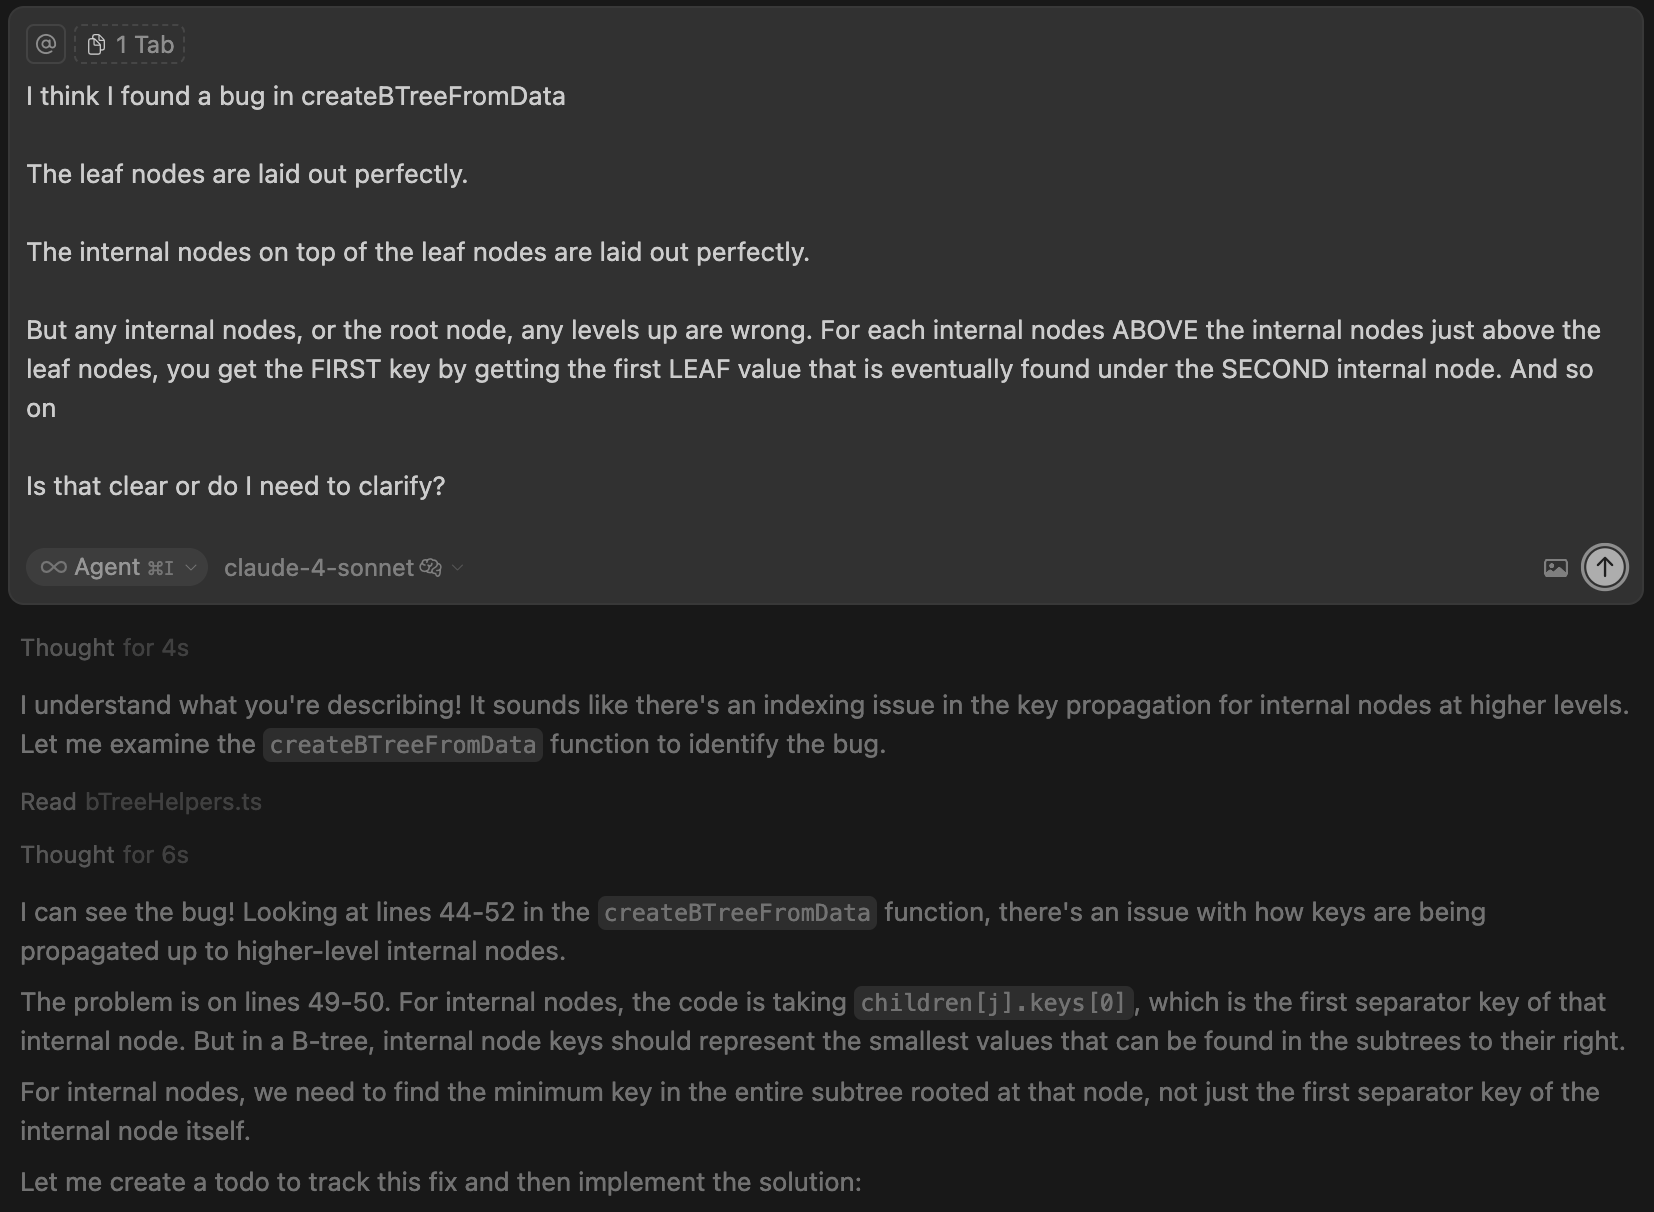 @ 1 Tab
I think I found a bug in createBTreeFromData
The leaf nodes are laid out perfectly.
The internal nodes on top of the leaf nodes are laid out perfectly.
But any internal nodes, or the root node, any levels up are wrong. For each internal nodes ABOVE the internal nodes just above the
leaf nodes, you get the FIRST key by getting the first LEAF value that is eventually found under the SECOND internal node. And so
on
Is that clear or do I need to clarify?
∞ Agent ⌘I claude-4-sonnet
Thought for 4s
I understand what you're describing! It sounds like there's an indexing issue in the key propagation for internal nodes at higher levels.
Let me examine the createBTreeFromData function to identify the bug.
Read bTreeHelpers.ts
Thought for 6s
I can see the bug! Looking at lines 44-52 in the createBTreeFromData function, there's an issue with how keys are being
propagated up to higher-level internal nodes.
The problem is on lines 49-50. For internal nodes, the code is taking children[j].keys[0], which is the first separator key of that
internal node. But in a B-tree, internal node keys should represent the smallest values that can be found in the subtrees to their right.
For internal nodes, we need to find the minimum key in the entire subtree rooted at that node, not just the first separator key of the
internal node itself.
Let me create a todo to track this fix and then implement the solution: